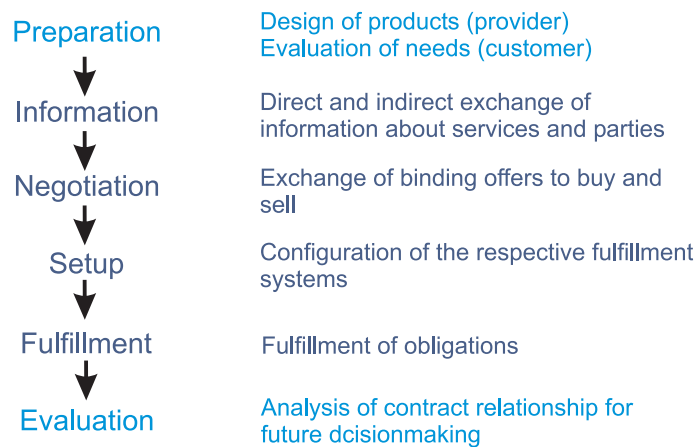 Preparation
Design of products (provider)
Evaluation of needs (customer)
Information
Direct and indirect exchange of
information about services and parties
Negotiation
Exchange of binding offers to buy and
sell
Setup
Configuration of the respective fulfillment
systems
Fulfillment
Fulfillment of obligations
Evaluation
Analysis of contract relationship for
future dcisionmaking